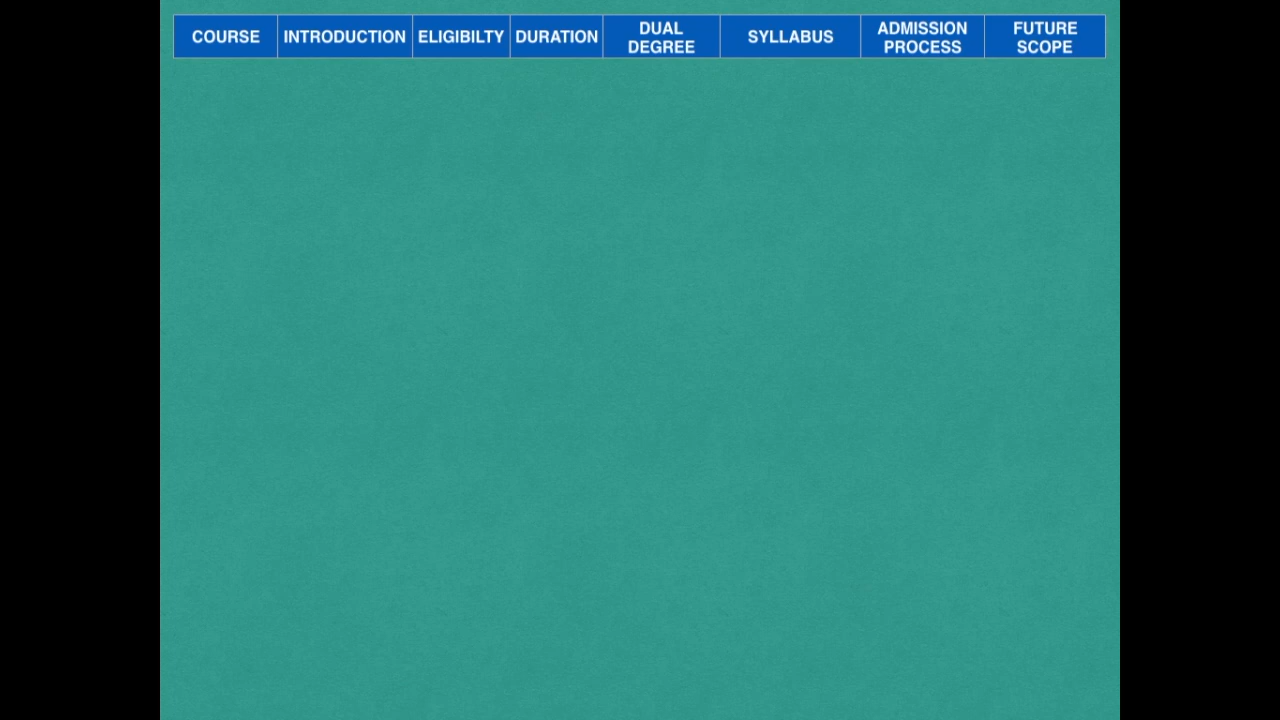 COURSE
INTRODUCTION
ELIGIBILTY
DURATION
DUAL
DEGREE
SYLLABUS
ADMISSION
PROCESS
FUTURE
SCOPE